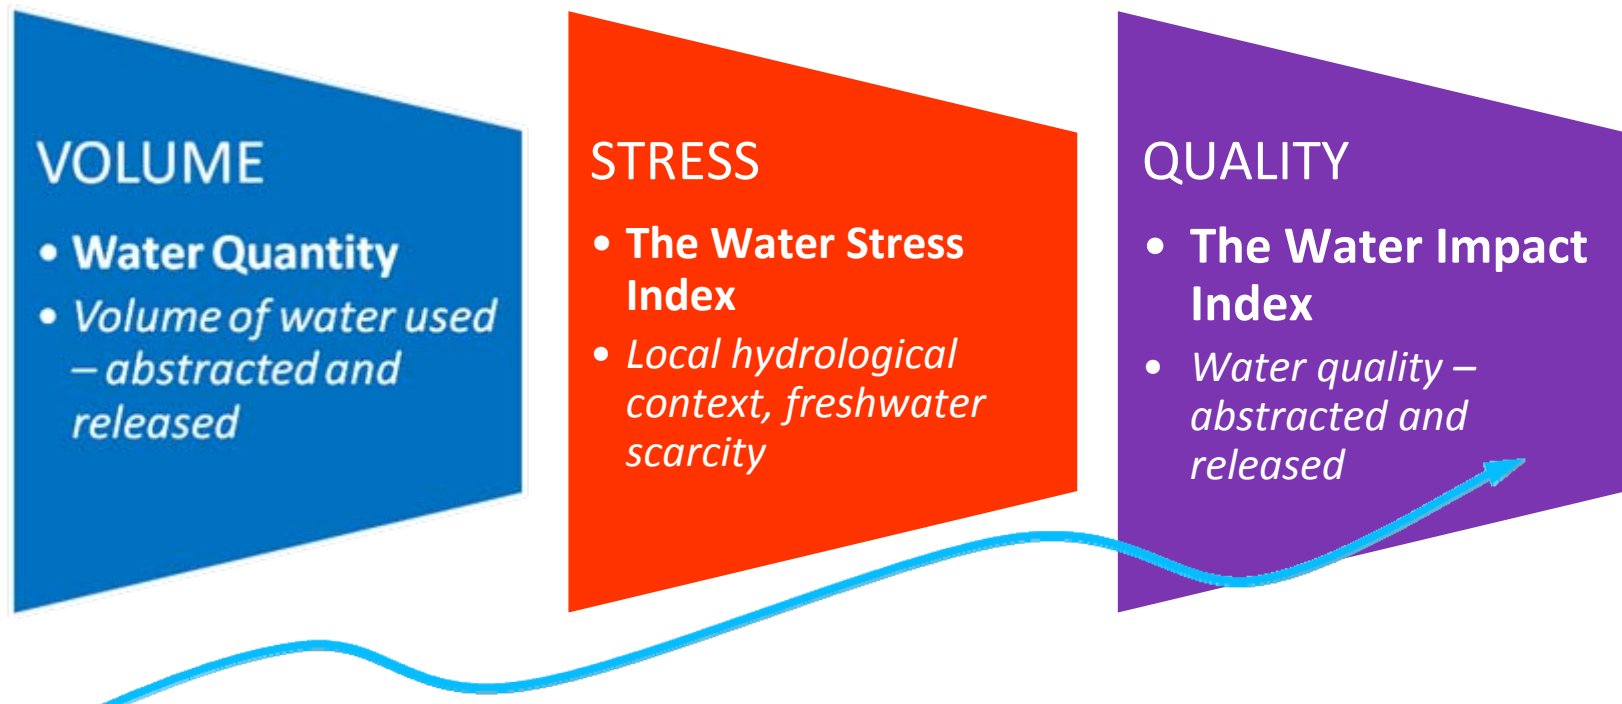 VOLUME
• Water Quantity
• Volume of water used
– abstracted and
released
STRESS
• The Water Stress
Index
• Local hydrological
context, freshwater
scarcity
QUALITY
• The Water Impact
Index
• Water quality –
abstracted and
released